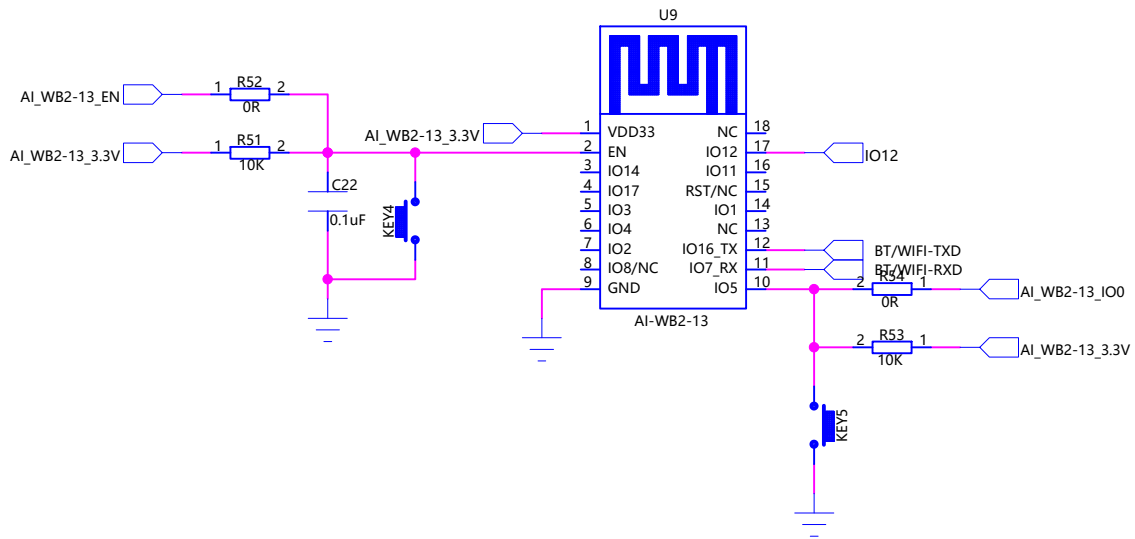 U9
AI_WB2-13_EN
1
R52
2
0R
AI_WB2-13_3.3V
1
R51
2
10K
C22
0.1uF
KEY4
AI_WB2-13_3.3V
1 VDD33
2 EN
3 IO14
4 IO17
5 IO3
6 IO4
7 IO2
8 IO8/NC
9 GND
NC 18
IO12 17
IO11 16
RST/NC 15
IO1 14
NC 13
IO16_TX 12
IO7_RX 11
IO5 10
AI-WB2-13
IO12
BT/WIFI-TXD
BT/WIFI-RXD
2
R54
1
0R
AI_WB2-13_IO0
2
R53
1
10K
AI_WB2-13_3.3V
KEY5